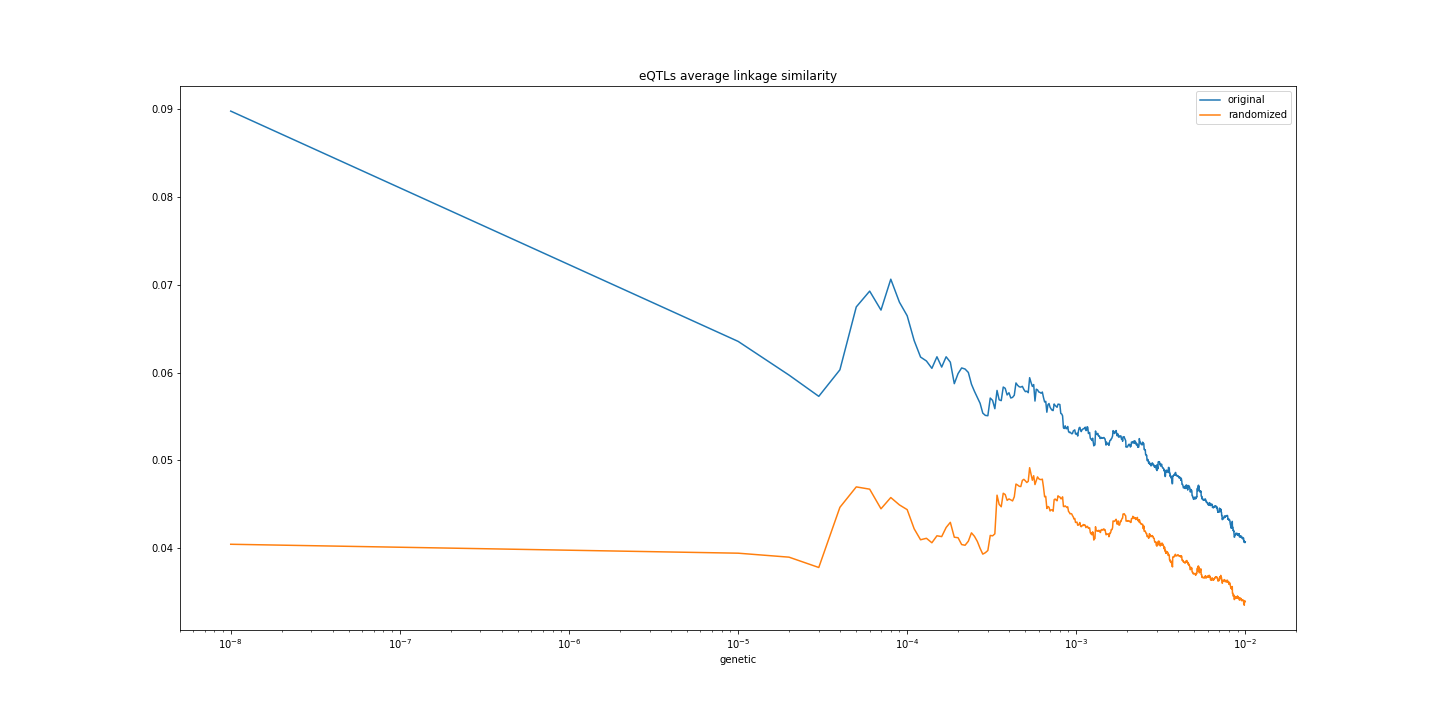 eQTLs average linkage similarity
original
randomized
0.09
0.08
0.07
0.06
0.05
0.04
10⁻⁸ 10⁻⁷ 10⁻⁶ 10⁻⁵ 10⁻⁴ 10⁻³ 10⁻²
genetic